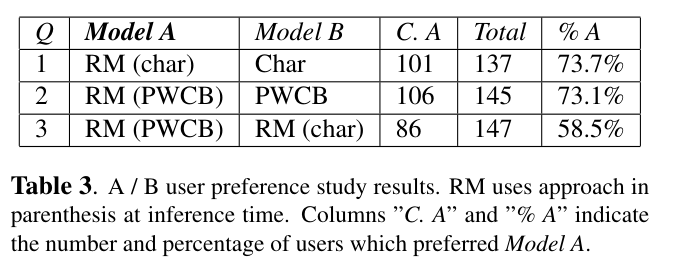 Q Model A Model B C. A Total % A
1 RM (char) Char 101 137 73.7%
2 RM (PWCB) PWCB 106 145 73.1%
3 RM (PWCB) RM (char) 86 147 58.5%
Table 3. A / B user preference study results. RM uses approach in
parenthesis at inference time. Columns ”C. A” and ”% A” indicate
the number and percentage of users which preferred Model A.